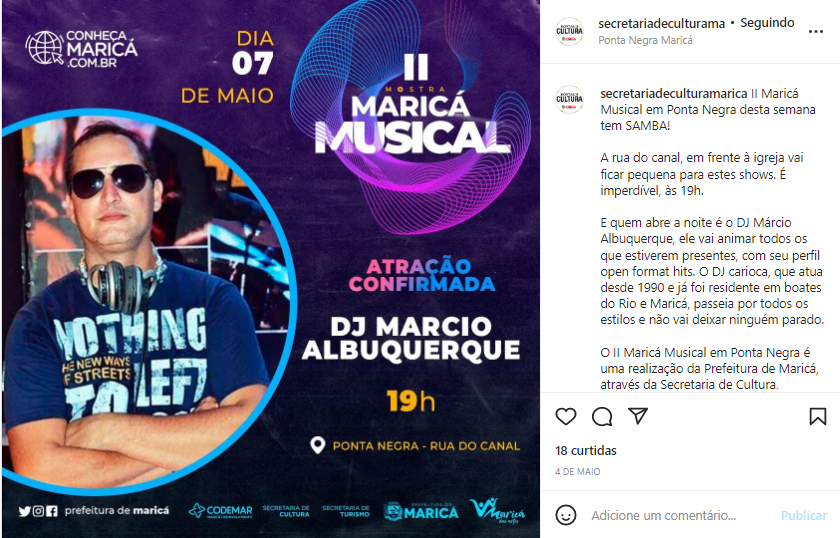 CONHEÇA
MARICÁ
.COM.BR
DIA
07
DE MAIO
II
MOSTRA
MARICÁ
MUSICAL
NOTHING
THE NEW WAYS
OF STREETS
TO LEFT
ATRAÇÃO
CONFIRMADA
DJ MARCIO
ALBUQUERQUE
19h
PONTA NEGRA - RUA DO CANAL
prefeitura de maricá
CODEMAR
SECRETARIA DE
CULTURA
SECRETARIA DE
TURISMO
PREFEITURA DE
MARICÁ
Maricá
das artes
CULTURA
secretariadeculturama • Seguindo
Ponta Negra Maricá
...
CULTURA
secretariadeculturamarica II Maricá
Musical em Ponta Negra desta semana
tem SAMBA!
A rua do canal, em frente à igreja vai
ficar pequena para estes shows. É
imperdível, às 19h.
E quem abre a noite é o DJ Márcio
Albuquerque, ele vai animar todos os
que estiverem presentes, com seu perfil
open format hits. O DJ carioca, que atua
desde 1990 e já foi residente em boates
do Rio e Maricá, passeia por todos os
estilos e não vai deixar ninguém parado.
O II Maricá Musical em Ponta Negra é
uma realização da Prefeitura de Maricá,
através da Secretaria de Cultura.
18 curtidas
4 DE MAIO
Adicione um comentário...
Publicar